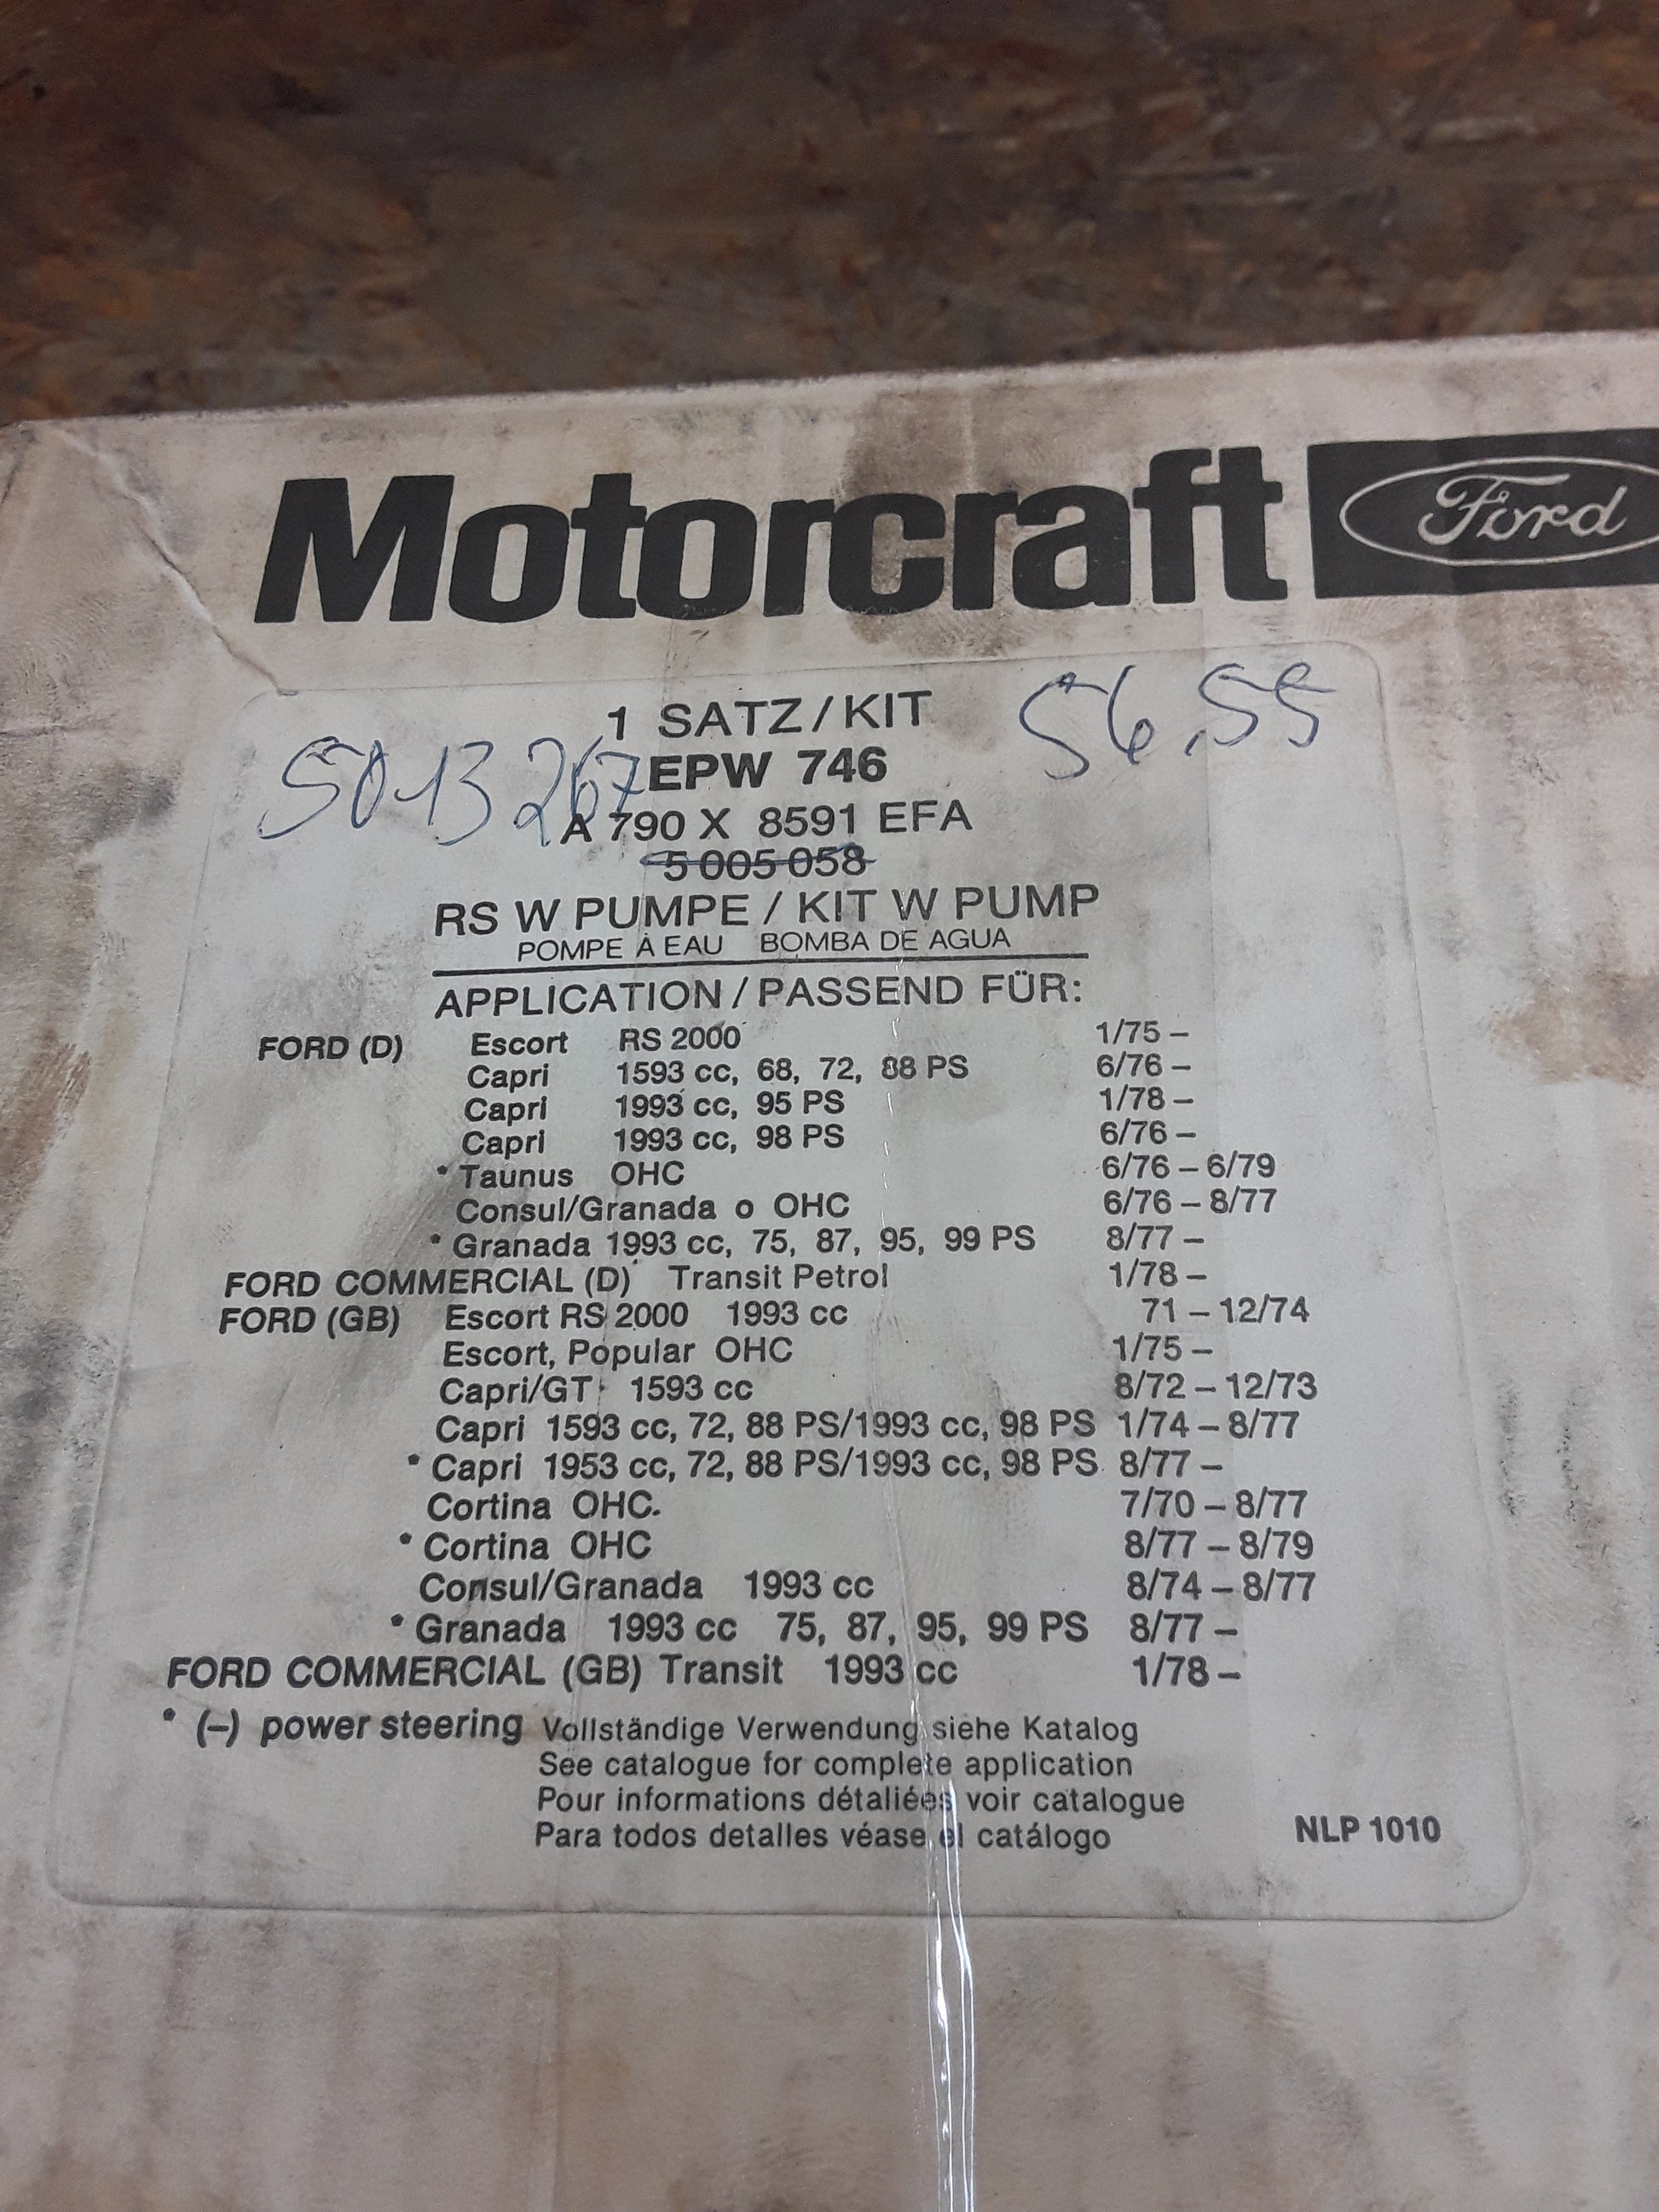 Motorcraft Ford
1 SATZ/KIT
56,55
5013267
EPW 746
A 790 X 8591 EFA
5 005 058
RS W PUMPE / KIT W PUMP
POMPE À EAU BOMBA DE AGUA
APPLICATION / PASSEND FÜR:
FORD (D) Escort RS 2000 1/75 –
Capri 1593 cc, 68, 72, 88 PS 6/76 –
Capri 1993 cc, 95 PS 1/78 –
Capri 1993 cc, 98 PS 6/76 –
* Taunus OHC 6/76 – 6/79
Consul/Granada o OHC 6/76 – 8/77
* Granada 1993 cc, 75, 87, 95, 99 PS 8/77 –
FORD COMMERCIAL (D) Transit Petrol 1/78 –
FORD (GB) Escort RS 2000 1993 cc 71 – 12/74
Escort, Popular OHC 1/75 –
Capri/GT 1593 cc 8/72 – 12/73
Capri 1593 cc, 72, 88 PS/1993 cc, 98 PS 1/74 – 8/77
* Capri 1953 cc, 72, 88 PS/1993 cc, 98 PS 8/77 –
Cortina OHC. 7/70 – 8/77
* Cortina OHC 8/77 – 8/79
Consul/Granada 1993 cc 8/74 – 8/77
* Granada 1993 cc 75, 87, 95, 99 PS 8/77 –
FORD COMMERCIAL (GB) Transit 1993 cc 1/78 –
* (–) power steering Vollständige Verwendung siehe Katalog
See catalogue for complete application
Pour informations détaliées voir catalogue
Para todos detalles véase el catálogo
NLP 1010